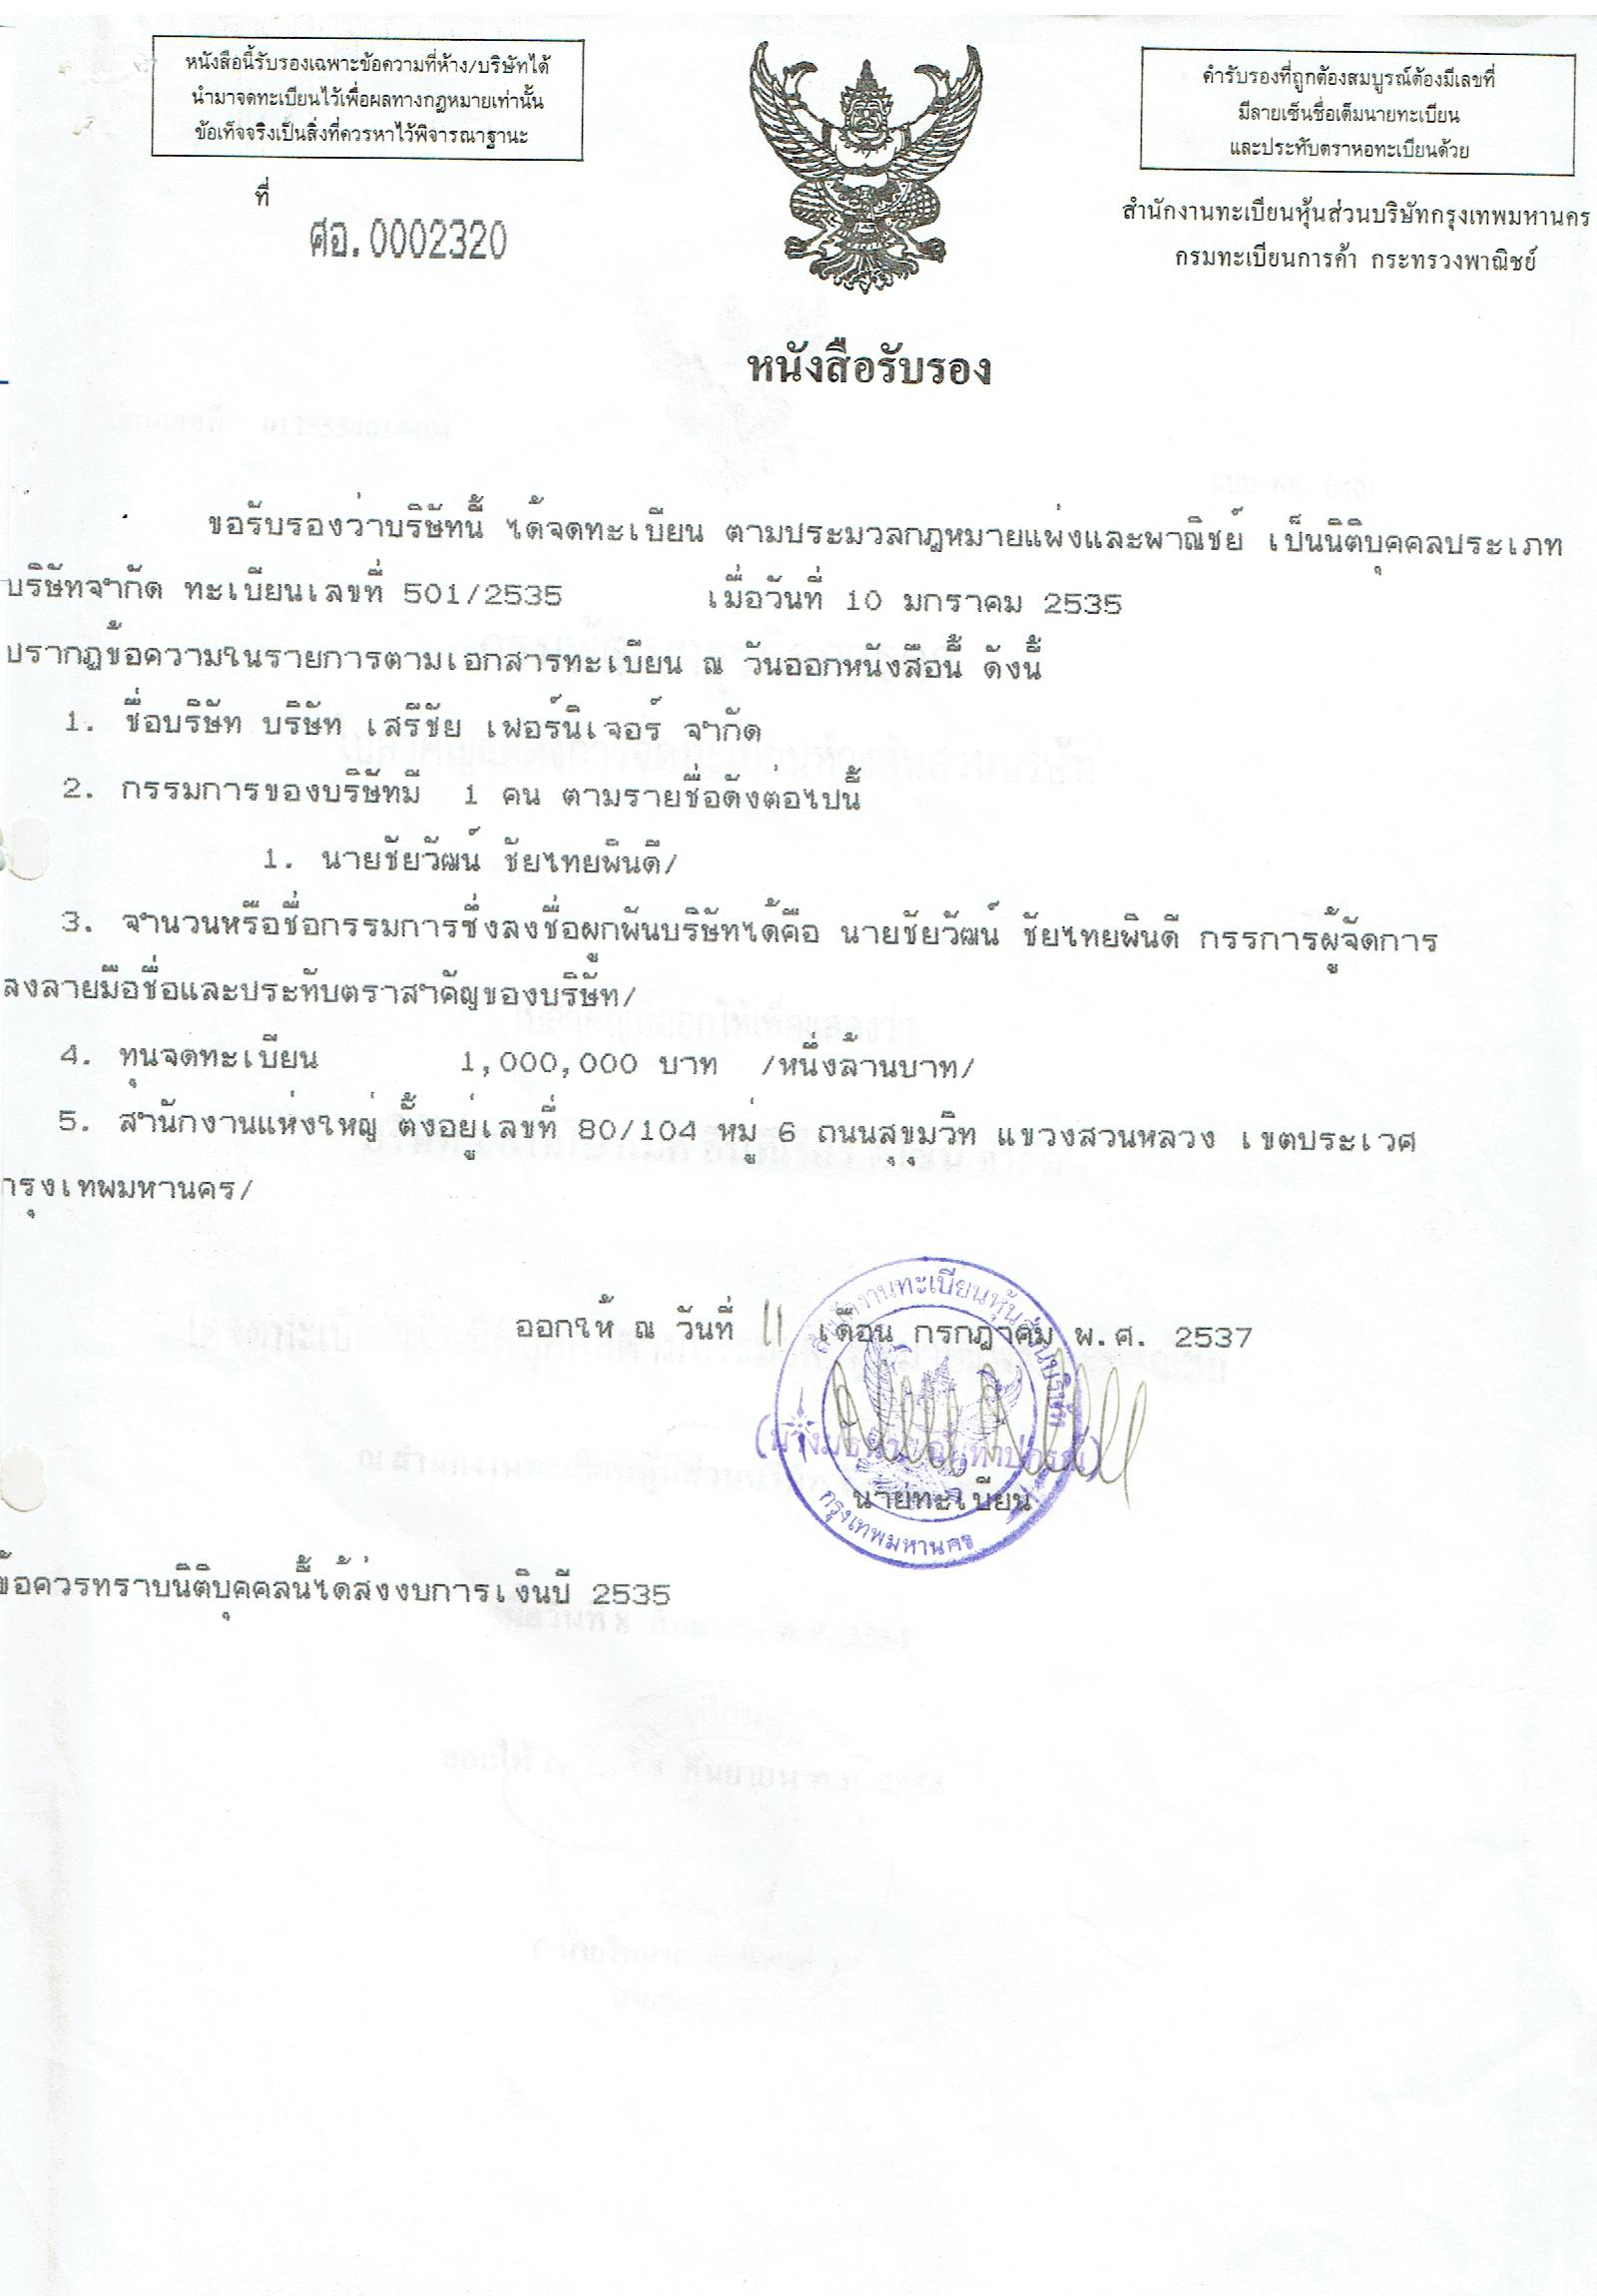 หนังสือนี้รับรองเฉพาะข้อความที่ห้าง/บริษัทได้
นำมาจดทะเบียนไว้เพื่อผลทางกฎหมายเท่านั้น
ข้อเท็จจริงเป็นสิ่งที่ควรหาไว้พิจารณาฐานะ
คำรับรองที่ถูกต้องสมบูรณ์ต้องมีเลขที่
มีลายเซ็นชื่อเต็มนายทะเบียน
และประทับตราหอทะเบียนด้วย
ที่
ศอ.0002320
สำนักงานทะเบียนหุ้นส่วนบริษัทกรุงเทพมหานคร
กรมทะเบียนการค้า กระทรวงพาณิชย์
หนังสือรับรอง
ขอรับรองว่าบริษัทนี้ ได้จดทะเบียน ตามประมวลกฎหมายแพ่งและพาณิชย์ เป็นนิติบุคคลประเภท
บริษัทจำกัด ทะเบียนเลขที่ 501/2535 เมื่อวันที่ 10 มกราคม 2535
ปรากฏข้อความในรายการตามเอกสารทะเบียน ณ วันออกหนังสือนี้ ดังนี้
1. ชื่อบริษัท บริษัท เสรีชัย เฟอร์นิเจอร์ จำกัด
2. กรรมการของบริษัทมี 1 คน ตามรายชื่อดังต่อไปนี้
1. นายชัยวัฒน์ ชัยไทยพินดี/
3. จำนวนหรือชื่อกรรมการซึ่งลงชื่อผูกพันบริษัทได้คือ นายชัยวัฒน์ ชัยไทยพินดี กรรการผู้จัดการ
ลงลายมือชื่อและประทับตราสำคัญของบริษัท/
4. ทุนจดทะเบียน 1,000,000 บาท /หนึ่งล้านบาท/
5. สำนักงานแห่งใหญ่ ตั้งอยู่เลขที่ 80/104 หมู่ 6 ถนนสุขุมวิท แขวงสวนหลวง เขตประเวศ
กรุงเทพมหานคร/
ออกให้ ณ วันที่ 11 เดือน กรกฎาคม พ.ศ. 2537
สำนักงานทะเบียนหุ้นส่วนบริษัท
นายทะเบียน
กรุงเทพมหานคร
ข้อควรทราบนิติบุคคลนี้ได้ส่งงบการเงินปี 2535